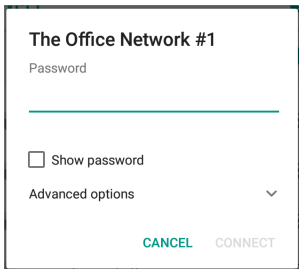 The Office Network #1
Password
Show password
Advanced options
CANCEL CONNECT